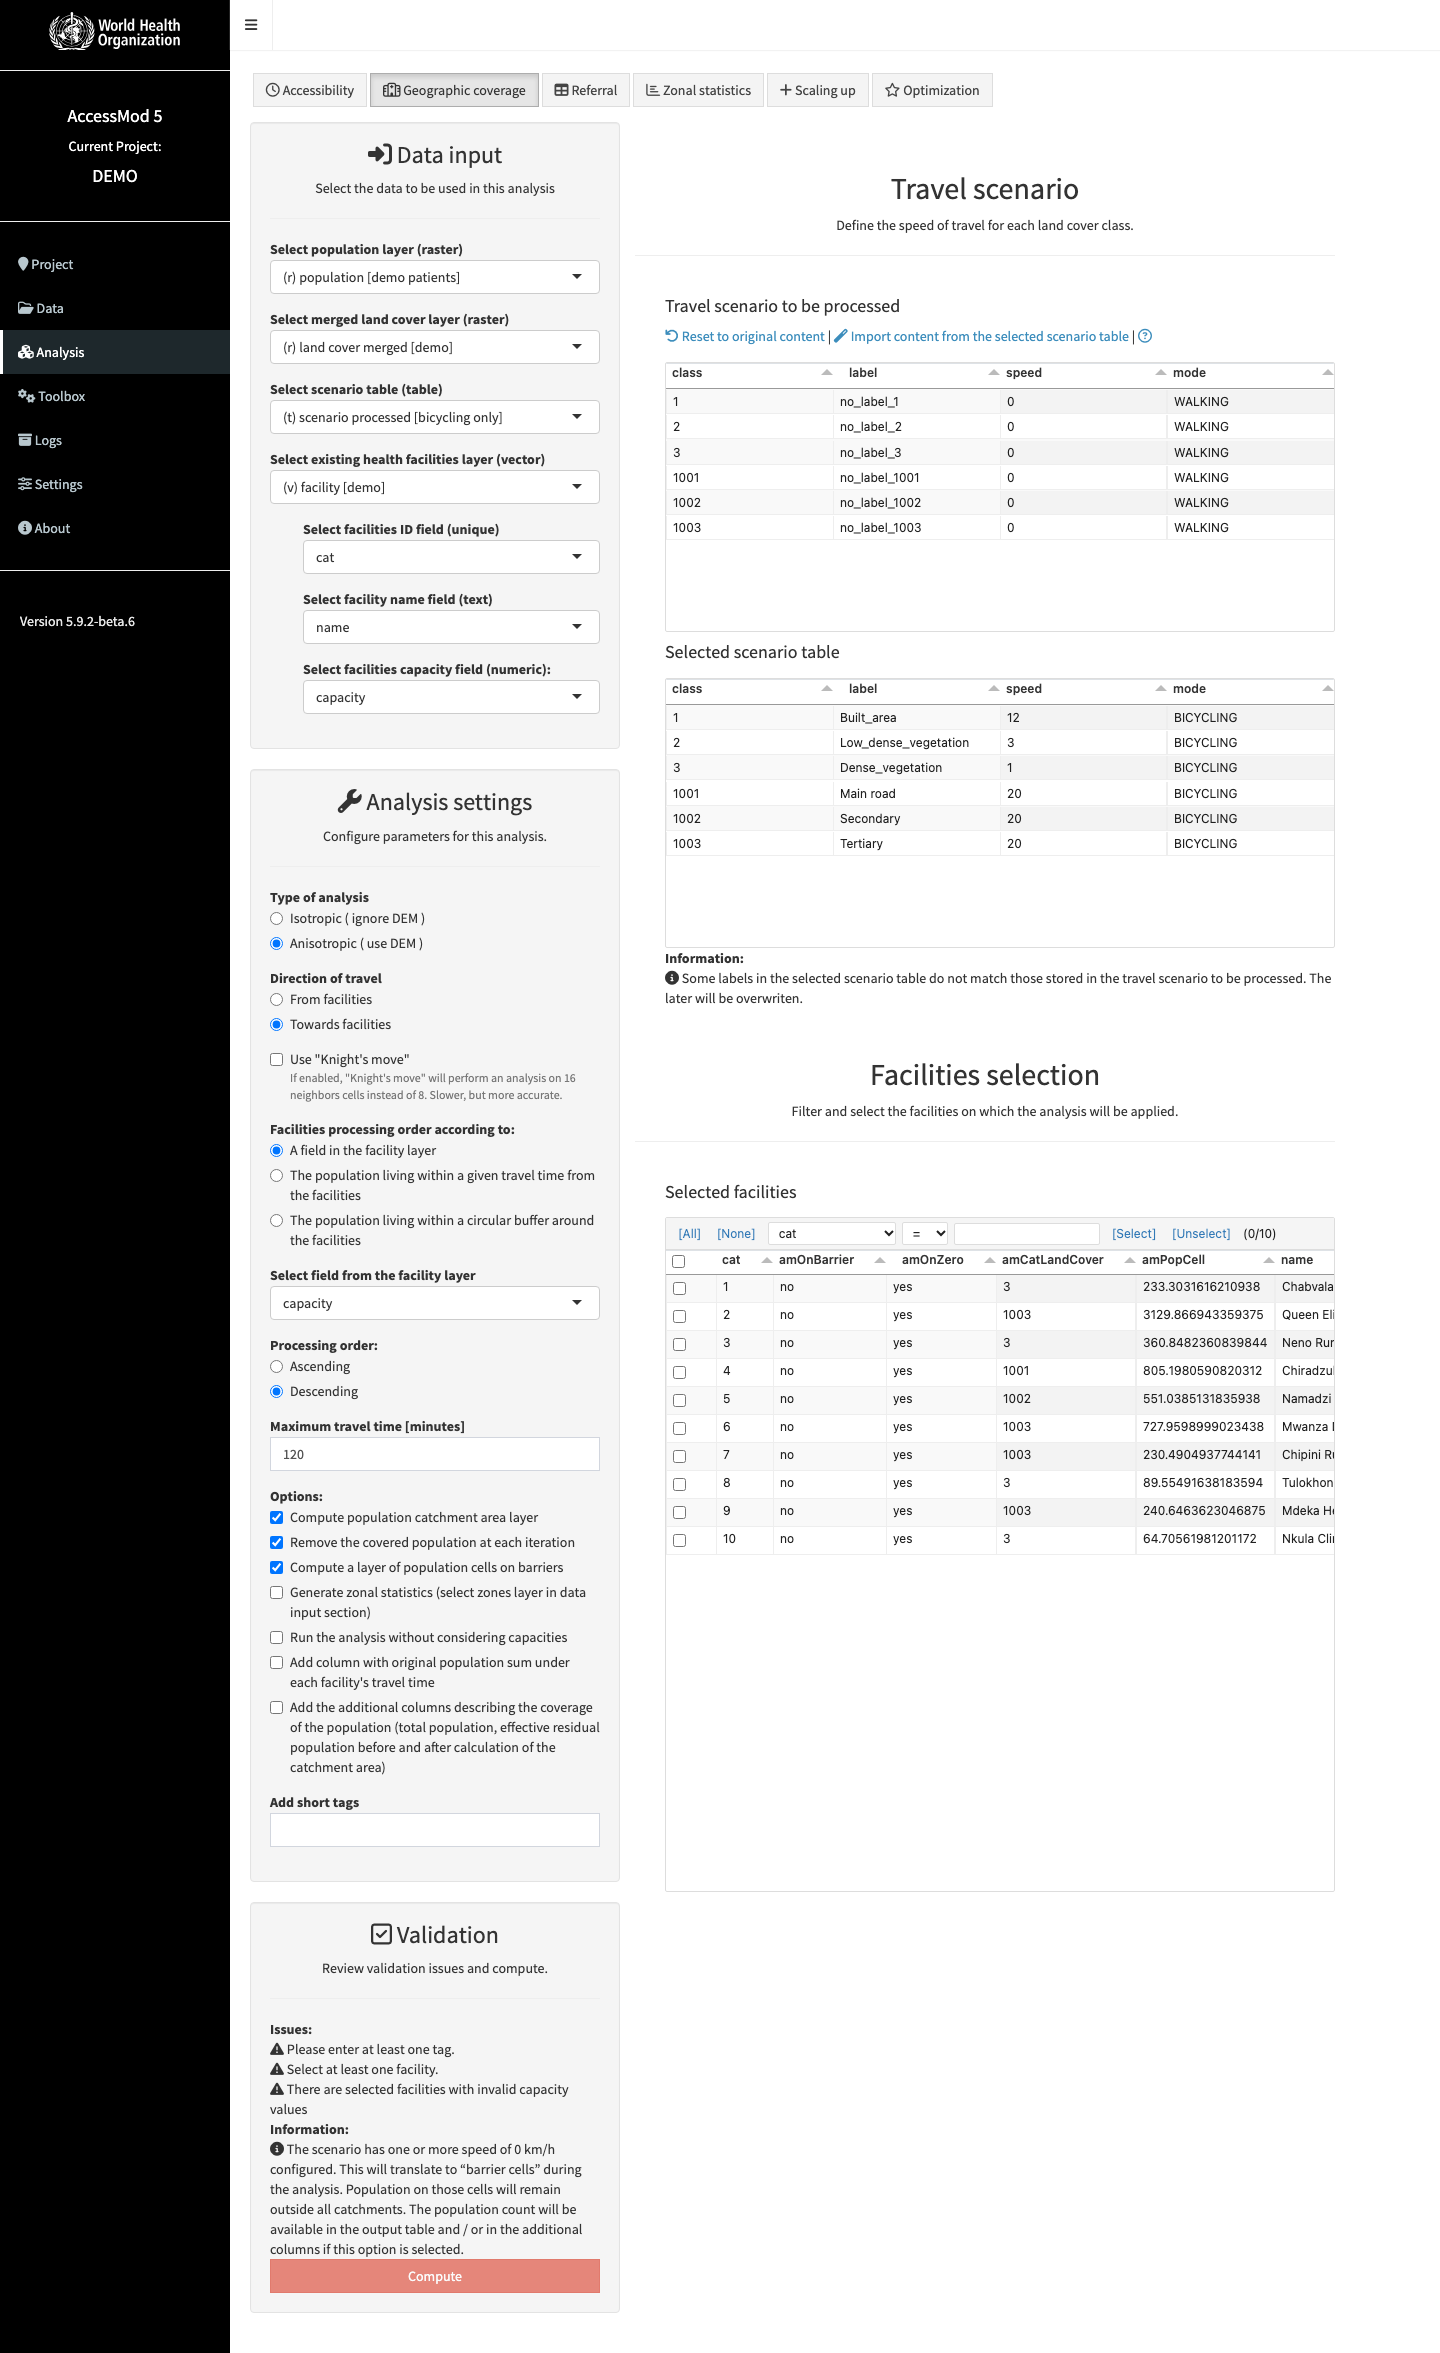 World Health
Organization
AccessMod 5
Current Project:
DEMO
Project
Data
Analysis
Toolbox
Logs
Settings
About
Version 5.9.2-beta.6
Accessibility
Geographic coverage
Referral
Zonal statistics
Scaling up
Optimization
Data input
Select the data to be used in this analysis
Select population layer (raster)
(r) population [demo patients]
Select merged land cover layer (raster)
(r) land cover merged [demo]
Select scenario table (table)
(t) scenario processed [bicycling only]
Select existing health facilities layer (vector)
(v) facility [demo]
Select facilities ID field (unique)
cat
Select facility name field (text)
name
Select facilities capacity field (numeric):
capacity
Analysis settings
Configure parameters for this analysis.
Type of analysis
Isotropic ( ignore DEM )
Anisotropic ( use DEM )
Direction of travel
From facilities
Towards facilities
Use "Knight's move"
If enabled, "Knight's move" will perform an analysis on 16
neighbors cells instead of 8. Slower, but more accurate.
Facilities processing order according to:
A field in the facility layer
The population living within a given travel time from
the facilities
The population living within a circular buffer around
the facilities
Select field from the facility layer
capacity
Processing order:
Ascending
Descending
Maximum travel time [minutes]
120
Options:
Compute population catchment area layer
Remove the covered population at each iteration
Compute a layer of population cells on barriers
Generate zonal statistics (select zones layer in data
input section)
Run the analysis without considering capacities
Add column with original population sum under
each facility's travel time
Add the additional columns describing the coverage
of the population (total population, effective residual
population before and after calculation of the
catchment area)
Add short tags
Validation
Review validation issues and compute.
Issues:
Please enter at least one tag.
Select at least one facility.
There are selected facilities with invalid capacity
values
Information:
The scenario has one or more speed of 0 km/h
configured. This will translate to “barrier cells” during
the analysis. Population on those cells will remain
outside all catchments. The population count will be
available in the output table and / or in the additional
columns if this option is selected.
Compute
Travel scenario
Define the speed of travel for each land cover class.
Travel scenario to be processed
Reset to original content | Import content from the selected scenario table |
class label speed mode
1 no_label_1 0 WALKING
2 no_label_2 0 WALKING
3 no_label_3 0 WALKING
1001 no_label_1001 0 WALKING
1002 no_label_1002 0 WALKING
1003 no_label_1003 0 WALKING
Selected scenario table
class label speed mode
1 Built_area 12 BICYCLING
2 Low_dense_vegetation 3 BICYCLING
3 Dense_vegetation 1 BICYCLING
1001 Main road 20 BICYCLING
1002 Secondary 20 BICYCLING
1003 Tertiary 20 BICYCLING
Information:
Some labels in the selected scenario table do not match those stored in the travel scenario to be processed. The
later will be overwriten.
Facilities selection
Filter and select the facilities on which the analysis will be applied.
Selected facilities
[All] [None] cat = [Select] [Unselect] (0/10)
cat amOnBarrier amOnZero amCatLandCover amPopCell name
1 no yes 3 233.3031616210938 Chabvala
2 no yes 1003 3129.866943359375 Queen Eli
3 no yes 3 360.8482360839844 Neno Rur
4 no yes 1001 805.1980590820312 Chiradzul
5 no yes 1002 551.0385131835938 Namadzi
6 no yes 1003 727.9598999023438 Mwanza
7 no yes 1003 230.4904937744141 Chipini Ru
8 no yes 3 89.55491638183594 Tulokhon
9 no yes 1003 240.6463623046875 Mdeka He
10 no yes 3 64.70561981201172 Nkula Clin